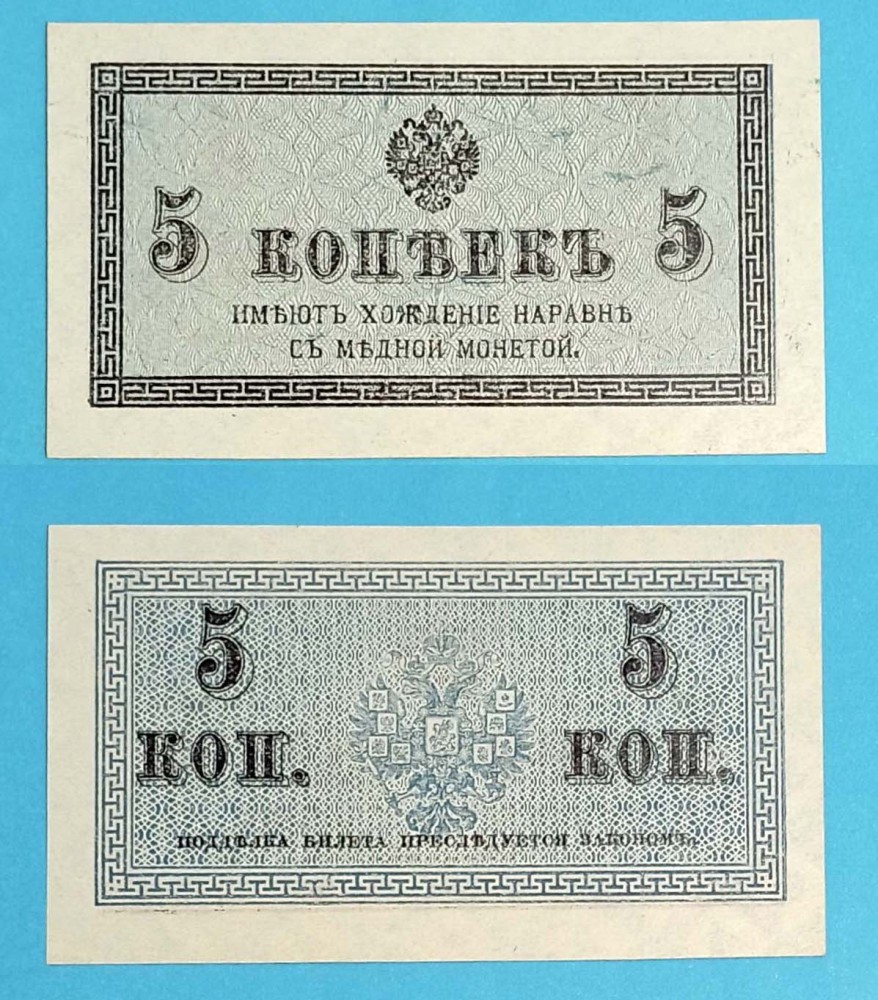 5 КОПѢЕКЪ 5
ИМѢЮТЪ ХОЖДЕНІЕ НАРАВНѢ
СЪ МѢДНОЙ МОНЕТОЙ.
5 5
КОП. КОП.
ПОДДѢЛКА БИЛЕТА ПРЕСЛѢДУЕТСЯ ЗАКОНОМЪ.